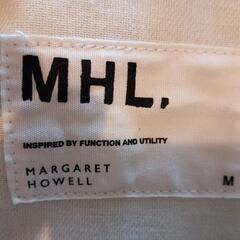 MHL.
INSPIRED BY FUNCTION AND UTILITY
MARGARET
HOWELL M